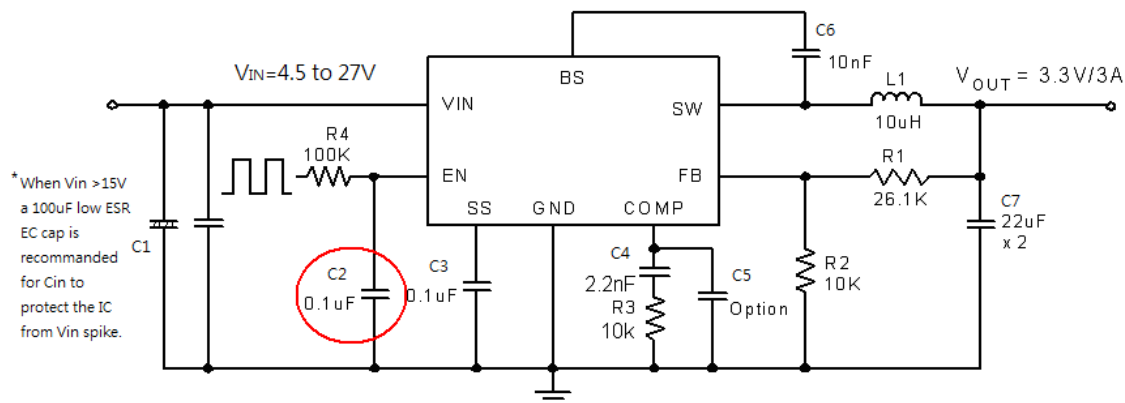 C6
10nF
VIN=4.5 to 27V
BS
L1
VOUT = 3.3V/3A
VIN
SW
10uH
R4
100K
R1
*When Vin >15V
a 100uF low ESR
EC cap is
recommanded
for Cin to
protect the IC
from Vin spike.
EN
FB
26.1K
SS
GND
COMP
C7
22uF
x 2
C1
C2
0.1uF
C3
0.1uF
C4
2.2nF
R3
10k
C5
Option
R2
10K